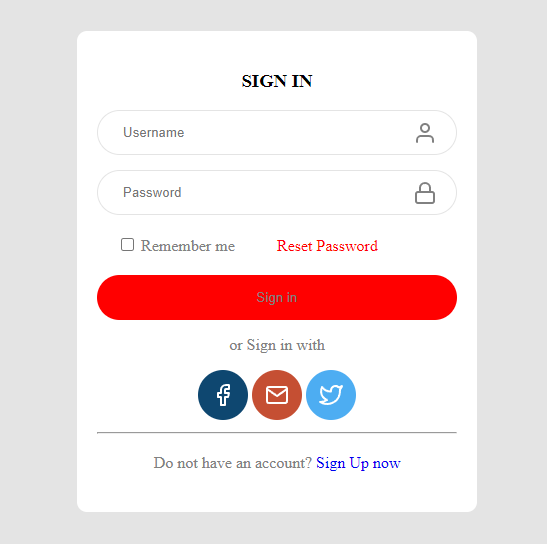 SIGN IN
Username
Password
Remember me Reset Password
Sign in
or Sign in with
Do not have an account? Sign Up now